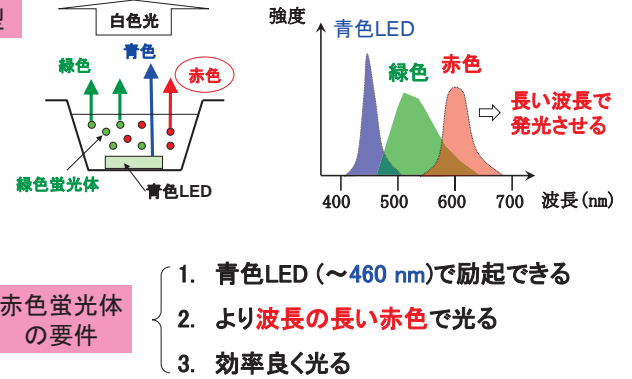 型
白色光
緑色
青色
赤色
緑色蛍光体
青色LED
強度
青色LED
緑色
赤色
長い波長で
発光させる
400 500 600 700 波長(nm)
赤色蛍光体
の要件
1. 青色LED (～460 nm)で励起できる
2. より波長の長い赤色で光る
3. 効率良く光る